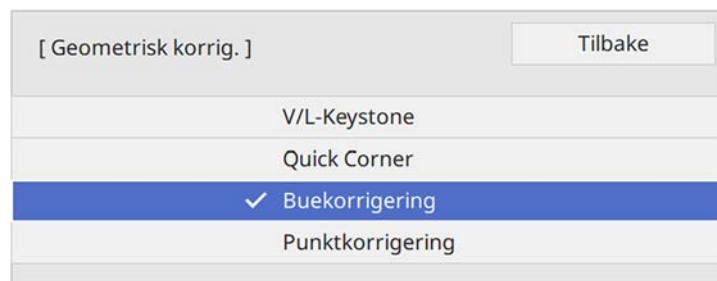 [ Geometrisk korrig. ]
Tilbake
V/L-Keystone
Quick Corner
Buekorrigering
Punktkorrigering